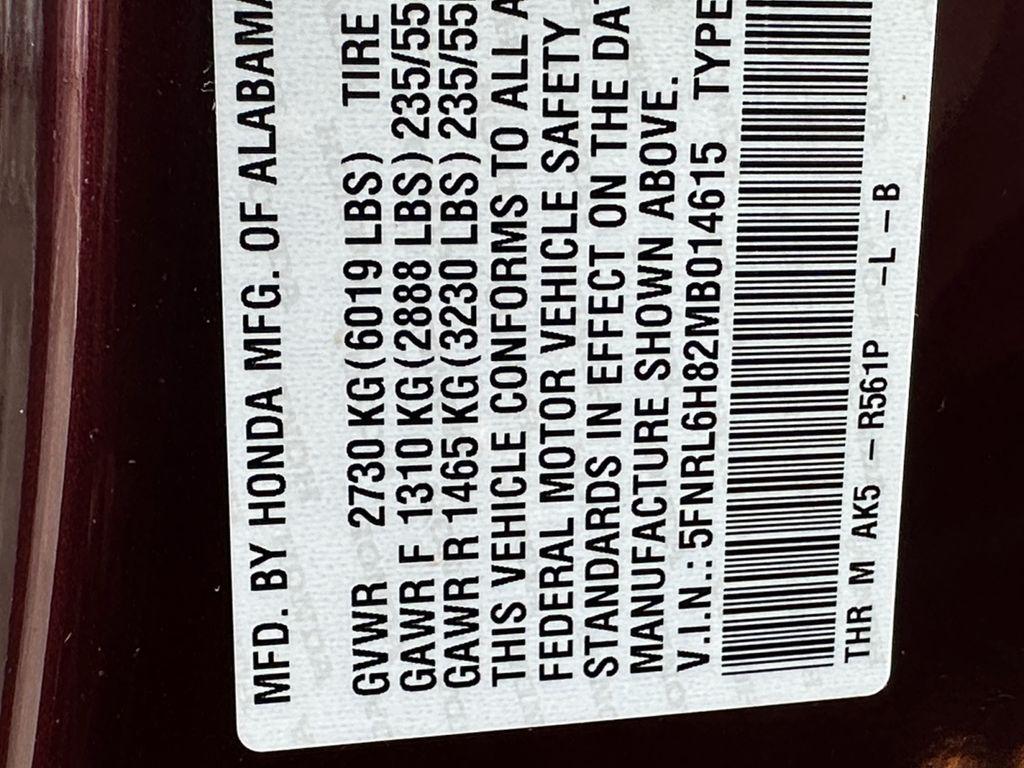 MFD. BY HONDA MFG. OF ALABAMA
GVWR 2730 KG(6019 LBS) TIRE
GAWR F 1310 KG(2888 LBS) 235/55
GAWR R 1465 KG(3230 LBS) 235/55
THIS VEHICLE CONFORMS TO ALL A
FEDERAL MOTOR VEHICLE SAFETY
STANDARDS IN EFFECT ON THE DAT
MANUFACTURE SHOWN ABOVE.
V.I.N.: 5FNRL6H82MB014615 TYPE
THR M AK5 – R561P –L – B